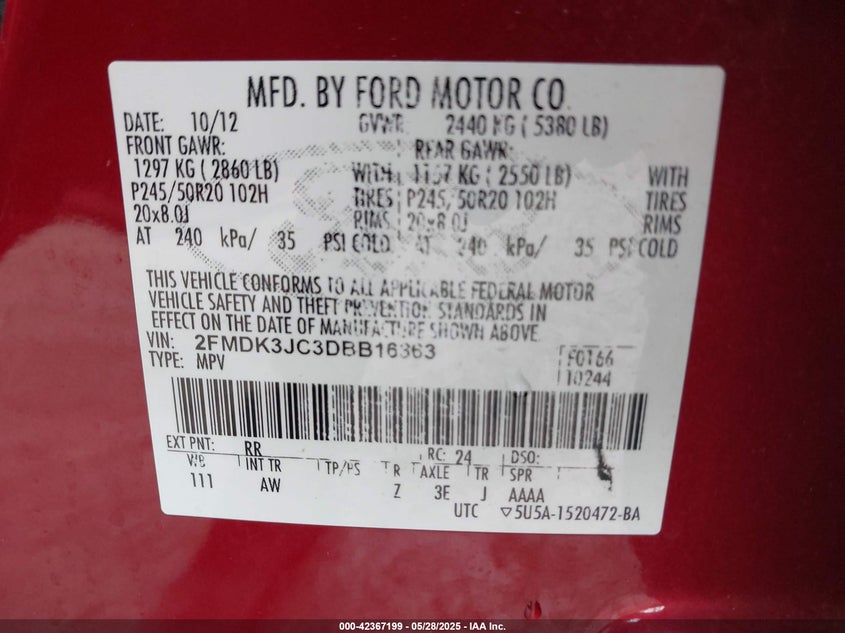 MFD. BY FORD MOTOR CO.
DATE: 10/12 GVWR: 2440 KG ( 5380 LB)
FRONT GAWR: REAR GAWR:
1297 KG ( 2860 LB) WITH 1157 KG ( 2550 LB) WITH
P245/50R20 102H TIRES P245/50R20 102H TIRES
20x8.0J RIMS 20x8.0J RIMS
AT 240 kPa/ 35 PSI COLD AT 240 kPa/ 35 PSI COLD
THIS VEHICLE CONFORMS TO ALL APPLICABLE FEDERAL MOTOR
VEHICLE SAFETY AND THEFT PREVENTION STANDARDS IN
EFFECT ON THE DATE OF MANUFACTURE SHOWN ABOVE.
VIN: 2FMDK3JC3DBB16363 F0166
TYPE: MPV 10244
EXT PNT: RR RC: 24 DSO:
WB INT TR TP/PS R AXLE TR SPR
111 AW Z 3E J AAAA
UTC ▽5U5A-1520472-BA
000-42367199 — 05/28/2025 — IAA Inc.